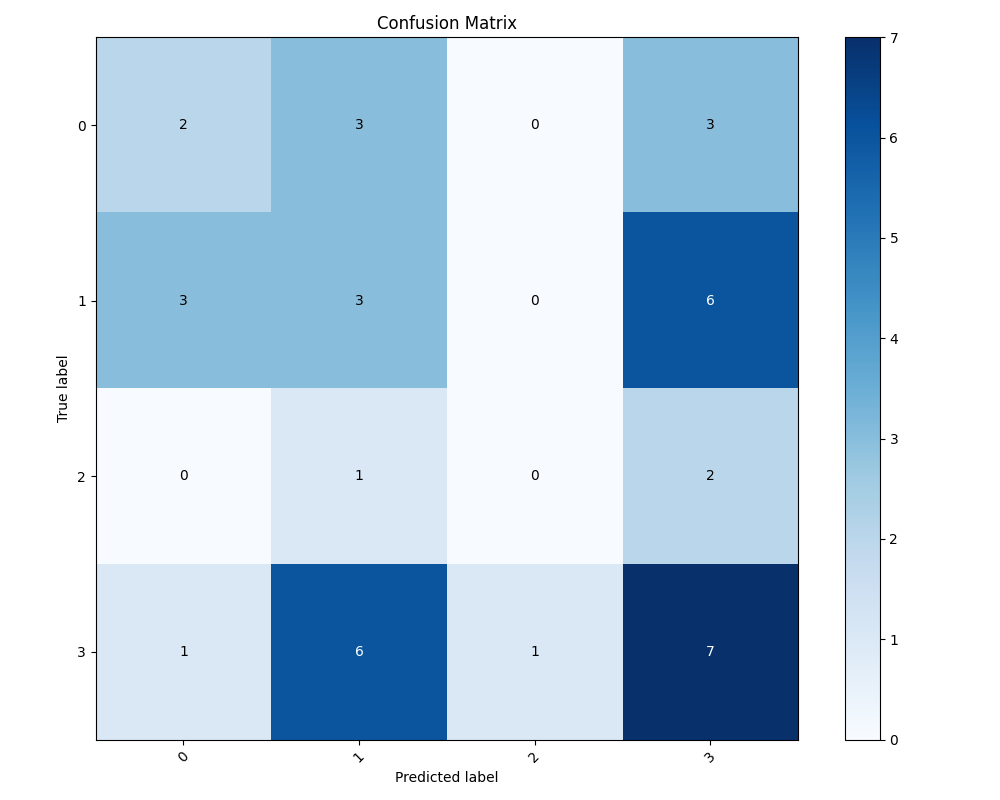 Confusion Matrix
0 2 3 0 3
1 3 3 0 6
2 0 1 0 2
3 1 6 1 7
0 1 2 3
Predicted label
True label
7
6
5
4
3
2
1
0